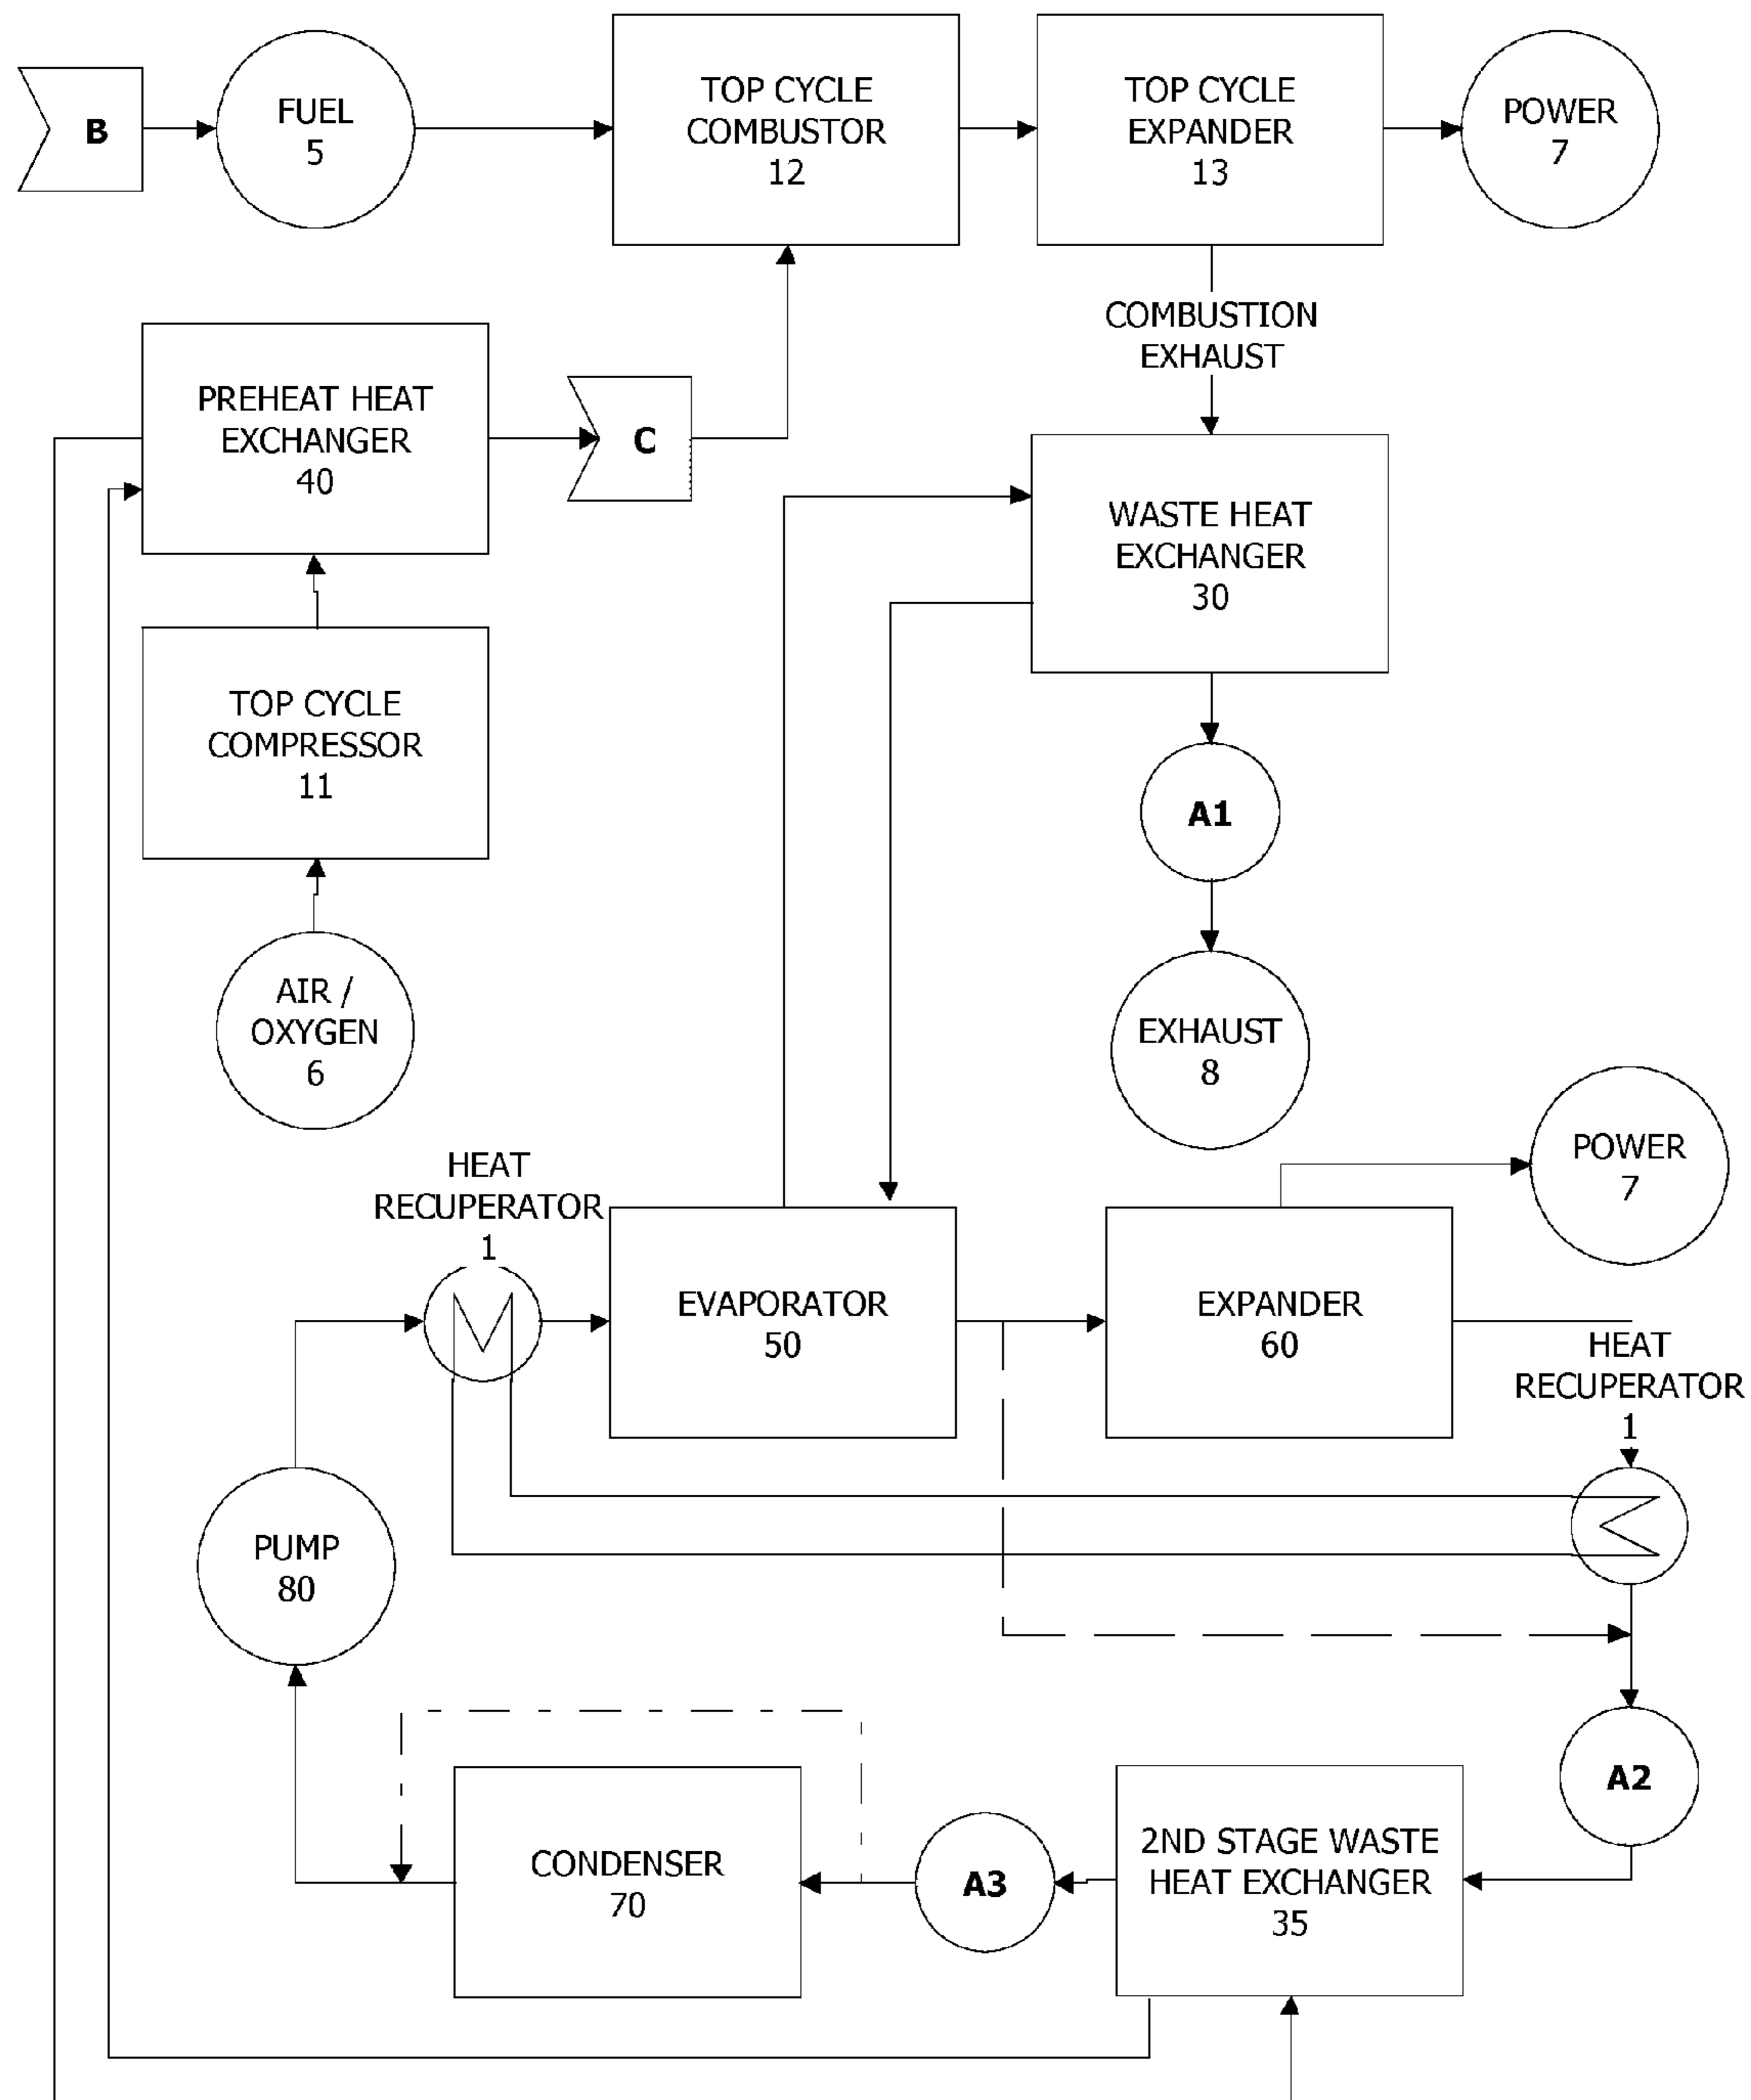 B
FUEL
5
TOP CYCLE
COMBUSTOR
12
TOP CYCLE
EXPANDER
13
POWER
7
COMBUSTION
EXHAUST
PREHEAT HEAT
EXCHANGER
40
C
WASTE HEAT
EXCHANGER
30
TOP CYCLE
COMPRESSOR
11
A1
AIR /
OXYGEN
6
EXHAUST
8
POWER
7
HEAT
RECUPERATOR
1
EVAPORATOR
50
EXPANDER
60
HEAT
RECUPERATOR
1
PUMP
80
A2
CONDENSER
70
A3
2ND STAGE WASTE
HEAT EXCHANGER
35